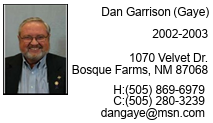 Dan Garrison (Gaye)
2002-2003
1070 Velvet Dr.
Bosque Farms, NM 87068
H:(505) 869-6979
C:(505) 280-3239
dangaye@msn.com